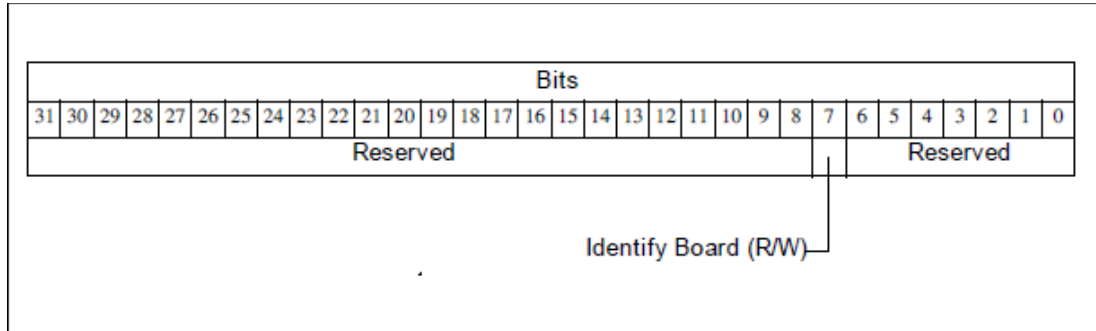 Bits
31 30 29 28 27 26 25 24 23 22 21 20 19 18 17 16 15 14 13 12 11 10 9 8 7 6 5 4 3 2 1 0
Reserved Reserved
Identify Board (R/W)